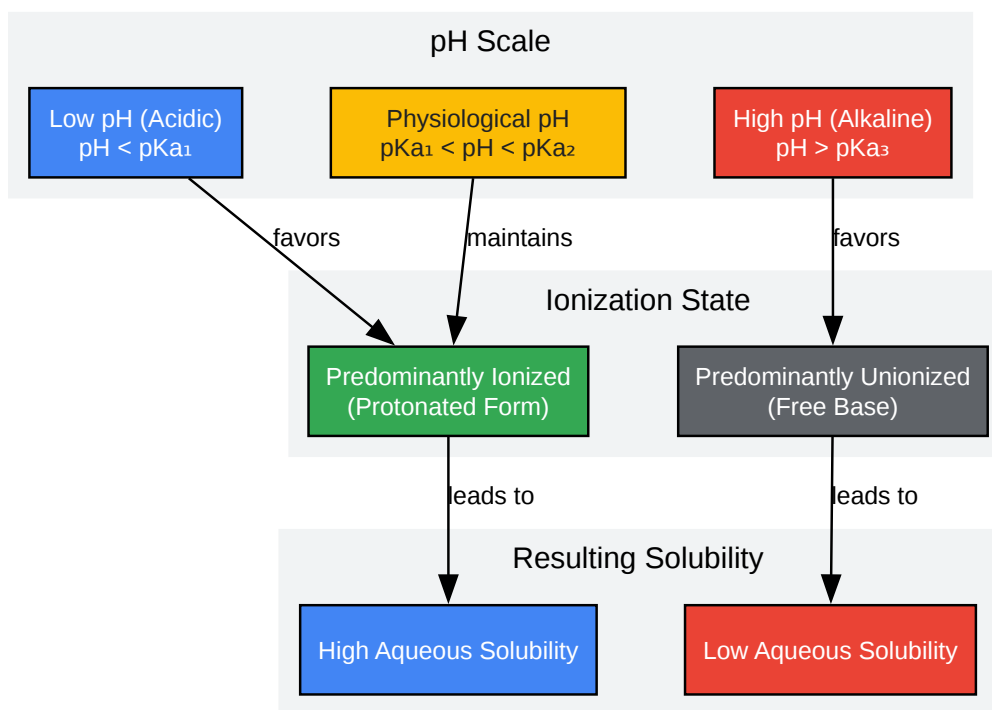 pH Scale
Low pH (Acidic)
pH < pKa₁
Physiological pH
pKa₁ < pH < pKa₂
High pH (Alkaline)
pH > pKa₃
favors
maintains
favors
Ionization State
Predominantly Ionized
(Protonated Form)
Predominantly Unionized
(Free Base)
leads to
leads to
Resulting Solubility
High Aqueous Solubility
Low Aqueous Solubility